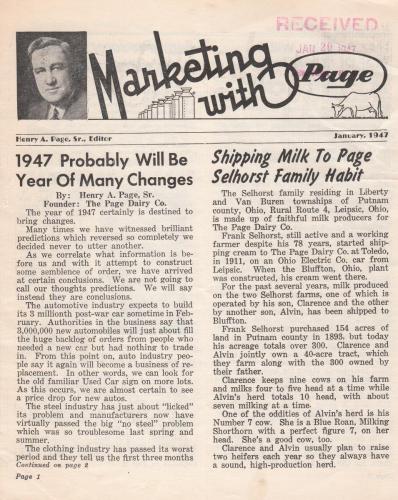 RECEIVED
JAN 20 1947
Marketing
with
Page
Henry A. Page, Sr., Editor
January, 1947
1947 Probably Will Be
Year Of Many Changes
By: Henry A. Page, Sr.
Founder: The Page Dairy Co.
The year of 1947 certainly is destined to
bring changes.
Many times we have witnessed brilliant
predictions which reversed so completely we
decided never to utter another.
As we correlate what information is be-
fore us and with it attempt to construct
some semblence of order, we have arrived
at certain conclusions. We are not going to
call our thoughts predictions. We will say
instead they are conclusions.
The automotive industry expects to build
its 3 millionth post-war car sometime in Feb-
ruary. Authorities in the business say that
3,000,000 new automobiles will just about fill
the huge backlog of orders from people who
needed a new car but had nothing to trade
in. From this point on, auto industry peo-
ple say it again will become a business of re-
placement. In other words, we can look for
the old familiar Used Car sign on more lots.
As this occurs, we are almost certain to see
a price drop for new autos.
The steel industry has just about "licked"
its problem and manufacturers now have
virtually passed the big "no steel" problem
which was so troublesome last spring and
summer.
The clothing industry has passed its worst
period and they tell us the first three months
Continued on page 2
Page 1
Shipping Milk To Page
Selhorst Family Habit
The Selhorst family residing in Liberty
and Van Buren townships of Putnam
county, Ohio, Rural Route 4, Leipsic, Ohio,
is made up of faithful milk producers for
The Page Dairy Co.
Frank Selhorst, still active and a working
farmer despite his 78 years, started ship-
ping cream to The Page Dairy Co. at Toledo,
in 1911, on an Ohio Electric Co. car from
Leipsic. When the Bluffton, Ohio, plant
was constructed, his cream went there.
For the past several years, milk produced
on the two Selhorst farms, one of which is
operated by his son, Clarence and the other
by another son, Alvin, has been shipped to
Bluffton.
Frank Selhorst purchased 154 acres of
land in Putnam county in 1893, but today
his acreage totals over 300. Clarence and
Alvin jointly own a 40-acre tract, which
they farm along with the 300 owned by
their father.
Clarence keeps nine cows on his farm
and milks four to five head at a time while
Alvin's herd totals 10 head, with about
seven milking at a time.
One of the oddities of Alvin's herd is his
Number 7 cow. She is a Blue Roan, Milking
Shorthorn with a perfect figure 7, on her
head. She's a good cow, too.
Clarence and Alvin usually plan to raise
two heifers each year so they always have
a sound, high-production herd.